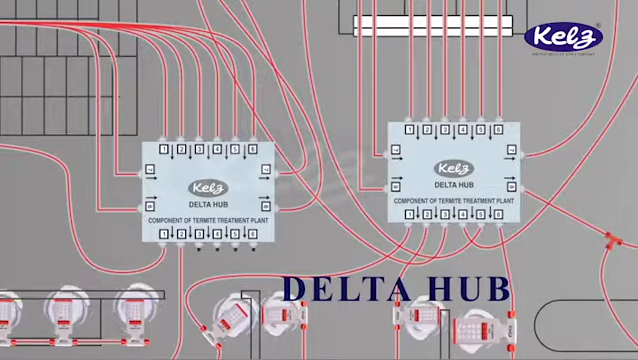 Kelz
1 2 3 4 5 6
Kelz
DELTA HUB
COMPONENT OF TERMITE TREATMENT PLANT
1 2 3 4 5 6
1 2 3 4 5 6
Kelz
DELTA HUB
COMPONENT OF TERMITE TREATMENT PLANT
1 2 3 4 5 6
DELTA HUB
Kelz